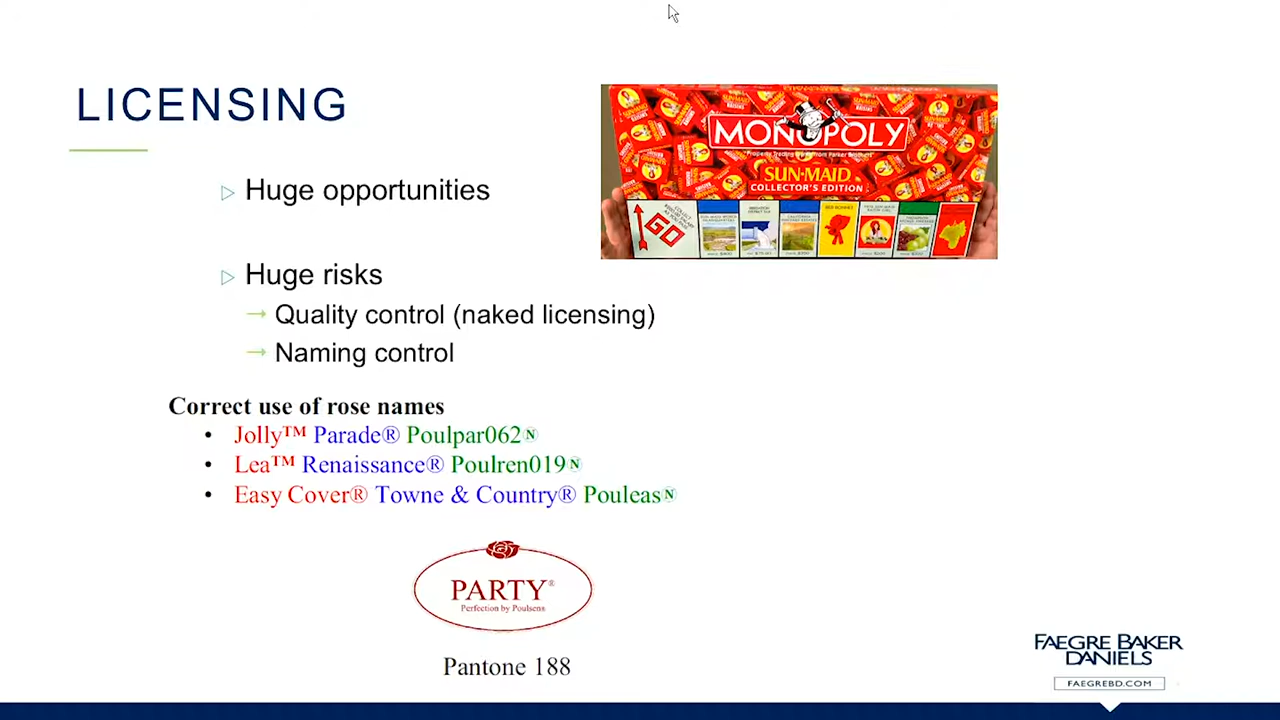 LICENSING
MONOPOLY
SUN-MAID
COLLECTOR'S EDITION
GO
▷ Huge opportunities
▷ Huge risks
→ Quality control (naked licensing)
→ Naming control
Correct use of rose names
• Jolly™ Parade® Poulpar062Ⓝ
• Lea™ Renaissance® Poulren019Ⓝ
• Easy Cover® Towne & Country® PouleasⓃ
PARTY®
Perfection by Poulsens
Pantone 188
FAEGRE BAKER
DANIELS
FAEGREBD.COM